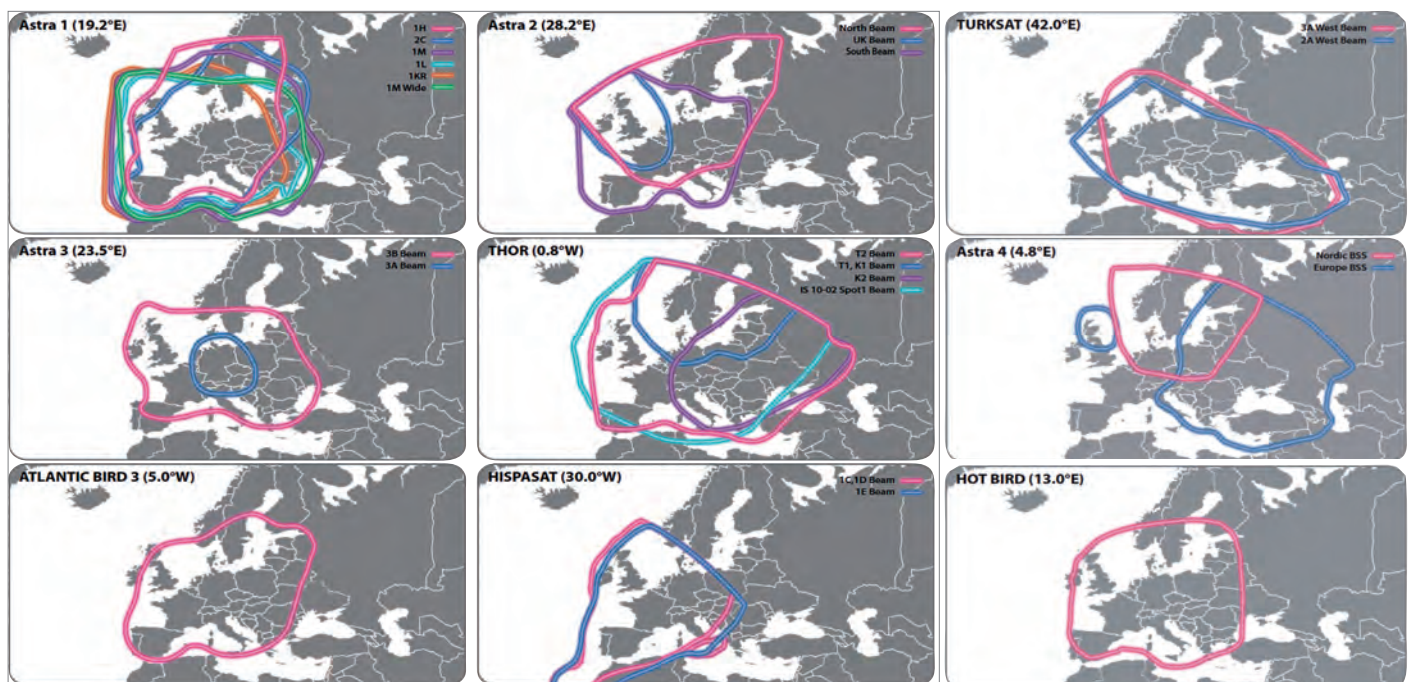 Astra 1 (19.2°E)
1H
2C
1M
1L
1KR
1M Wide
Astra 2 (28.2°E)
North Beam
UK Beam
South Beam
TURKSAT (42.0°E)
3A West Beam
2A West Beam
Astra 3 (23.5°E)
3B Beam
3A Beam
THOR (0.8°W)
T2 Beam
T1, K1 Beam
K2 Beam
IS 10-02 Spot1 Beam
Astra 4 (4.8°E)
Nordic BSS
Europe BSS
ATLANTIC BIRD 3 (5.0°W)
HISPASAT (30.0°W)
1C,1D Beam
1E Beam
HOT BIRD (13.0°E)